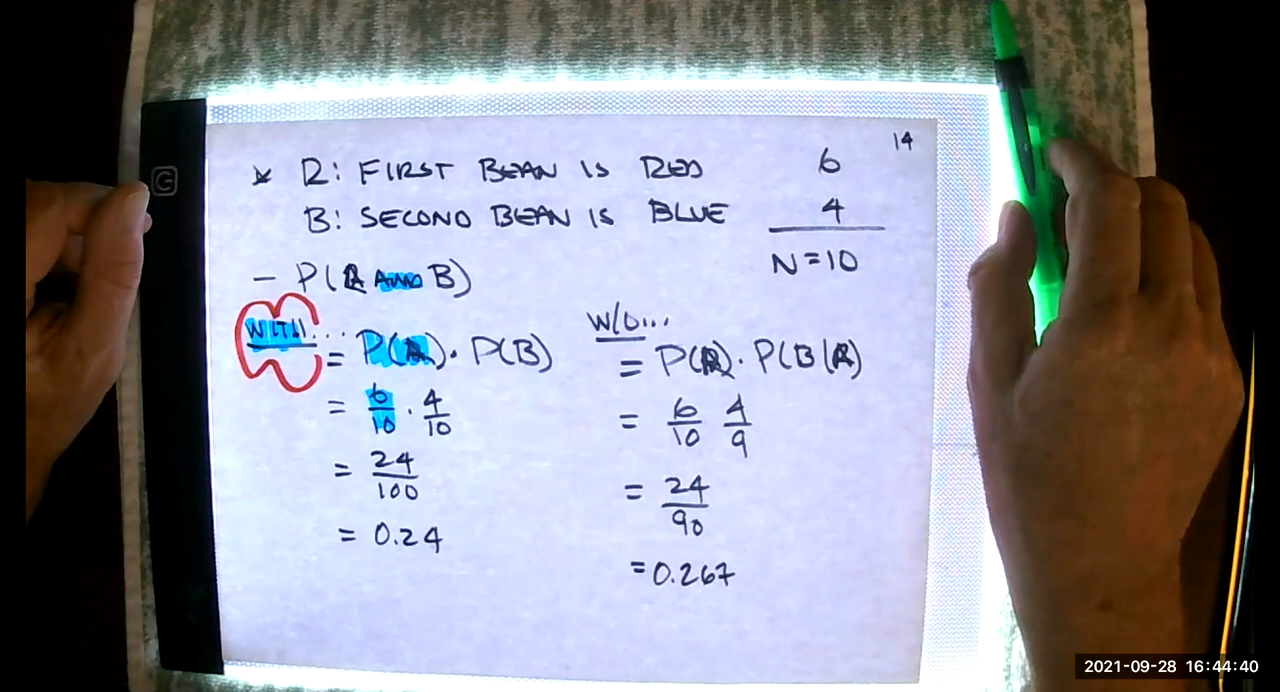 14
R: FIRST BEAN IS RED 6
B: SECOND BEAN IS BLUE 4
N=10
- P(R AND B)
WITH... = P(R) · P(B)
= 6/10 · 4/10
= 24/100
= 0.24
W/O...
= P(R) · P(B|R)
= 6/10 4/9
= 24/90
= 0.267
2021-09-28 16:44:40